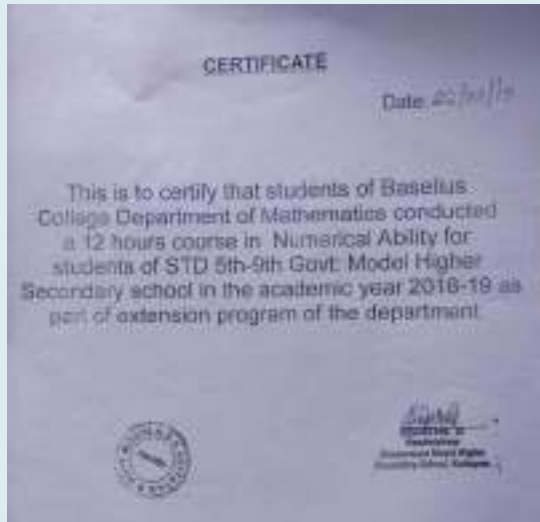 CERTIFICATE
Date
This is to certify that students of Baselius
College Department of Mathematics conducted
a 12 hours course in Numerical Ability for
students of STD 5th-9th Govt: Model Higher
Secondary school in the academic year 2018-19 as
part of extension program of the department